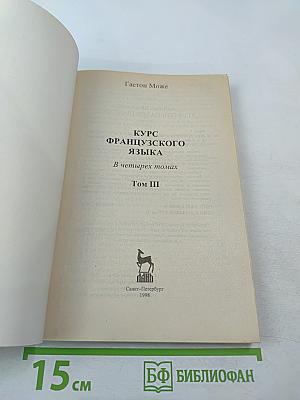 Гастон Може
КУРС
ФРАНЦУЗСКОГО
ЯЗЫКА
В четырех томах
Том III
Санкт-Петербург
1998
15 см
БФ БИБЛИОФАН